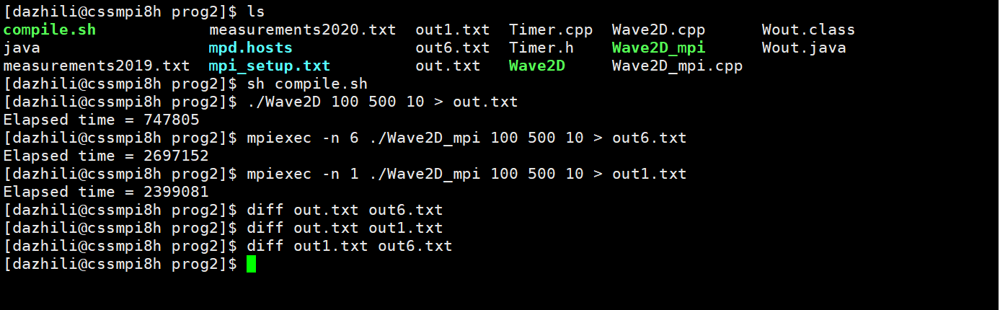 [dazhili@cssmpi8h prog2]$ ls
compile.sh            measurements2020.txt  out1.txt  Timer.cpp  Wave2D.cpp      Wout.class
java                  mpd.hosts             out6.txt  Timer.h    Wave2D_mpi      Wout.java
measurements2019.txt  mpi_setup.txt         out.txt   Wave2D     Wave2D_mpi.cpp
[dazhili@cssmpi8h prog2]$ sh compile.sh
[dazhili@cssmpi8h prog2]$ ./Wave2D 100 500 10 > out.txt
Elapsed time = 747805
[dazhili@cssmpi8h prog2]$ mpiexec -n 6 ./Wave2D_mpi 100 500 10 > out6.txt
Elapsed time = 2697152
[dazhili@cssmpi8h prog2]$ mpiexec -n 1 ./Wave2D_mpi 100 500 10 > out1.txt
Elapsed time = 2399081
[dazhili@cssmpi8h prog2]$ diff out.txt out6.txt
[dazhili@cssmpi8h prog2]$ diff out.txt out1.txt
[dazhili@cssmpi8h prog2]$ diff out1.txt out6.txt
[dazhili@cssmpi8h prog2]$